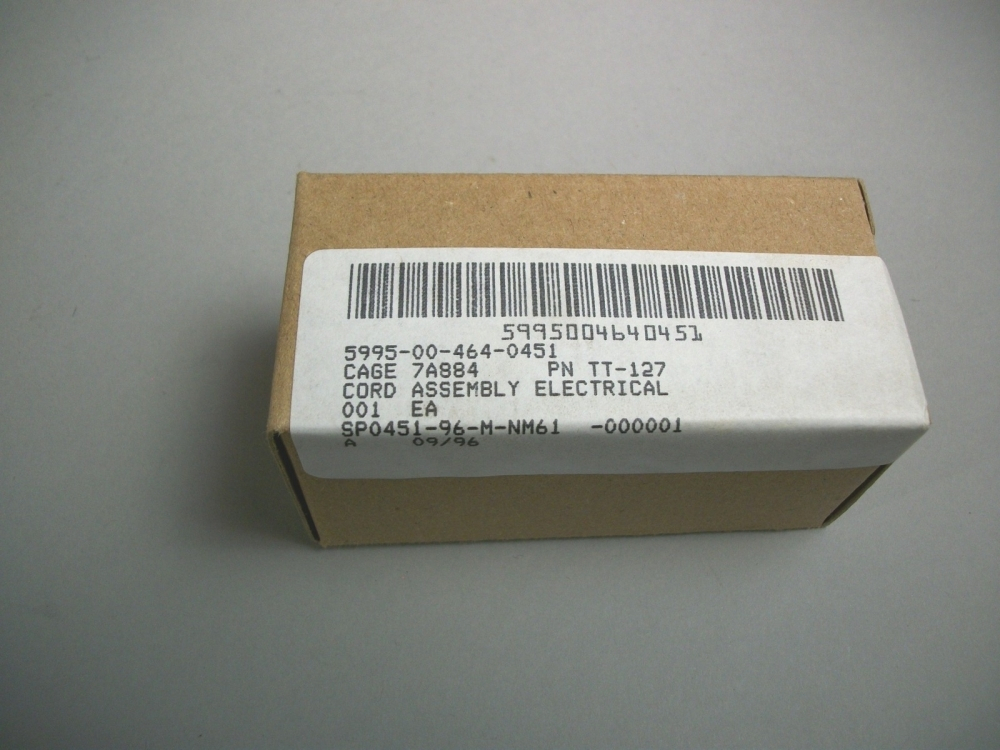 5995004640451
5995-00-464-0451
CAGE 7A884 PN TT-127
CORD ASSEMBLY ELECTRICAL
001 EA
SP0451-96-M-NM61 -000001
A 09/96